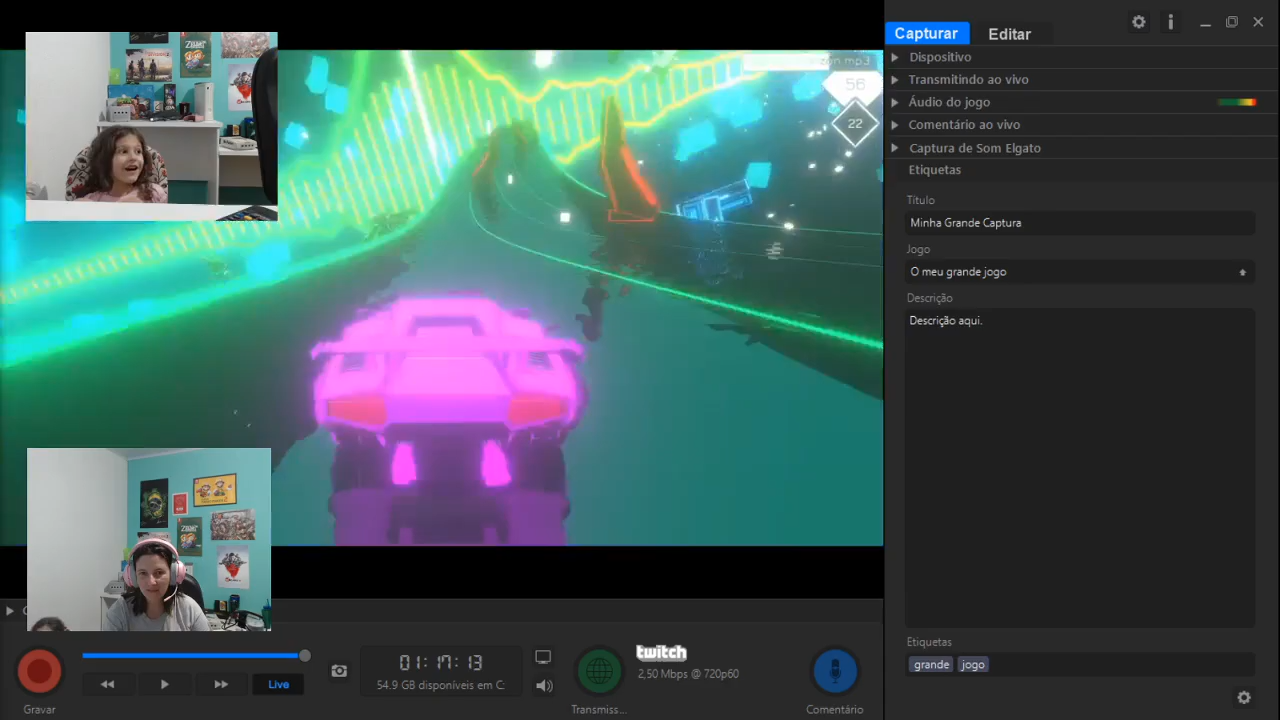 Capturar
Editar
Dispositivo
Transmitindo ao vivo
Áudio do jogo
Comentário ao vivo
Captura de Som Elgato
Etiquetas
Título
Minha Grande Captura
Jogo
O meu grande jogo
Descrição
Descrição aqui.
Etiquetas
grande jogo
.mp3
56
22
Gravar
Live
01:17:13
54.9 GB disponíveis em C:
Transmiss...
twitch
2,50 Mbps @ 720p60
Comentário